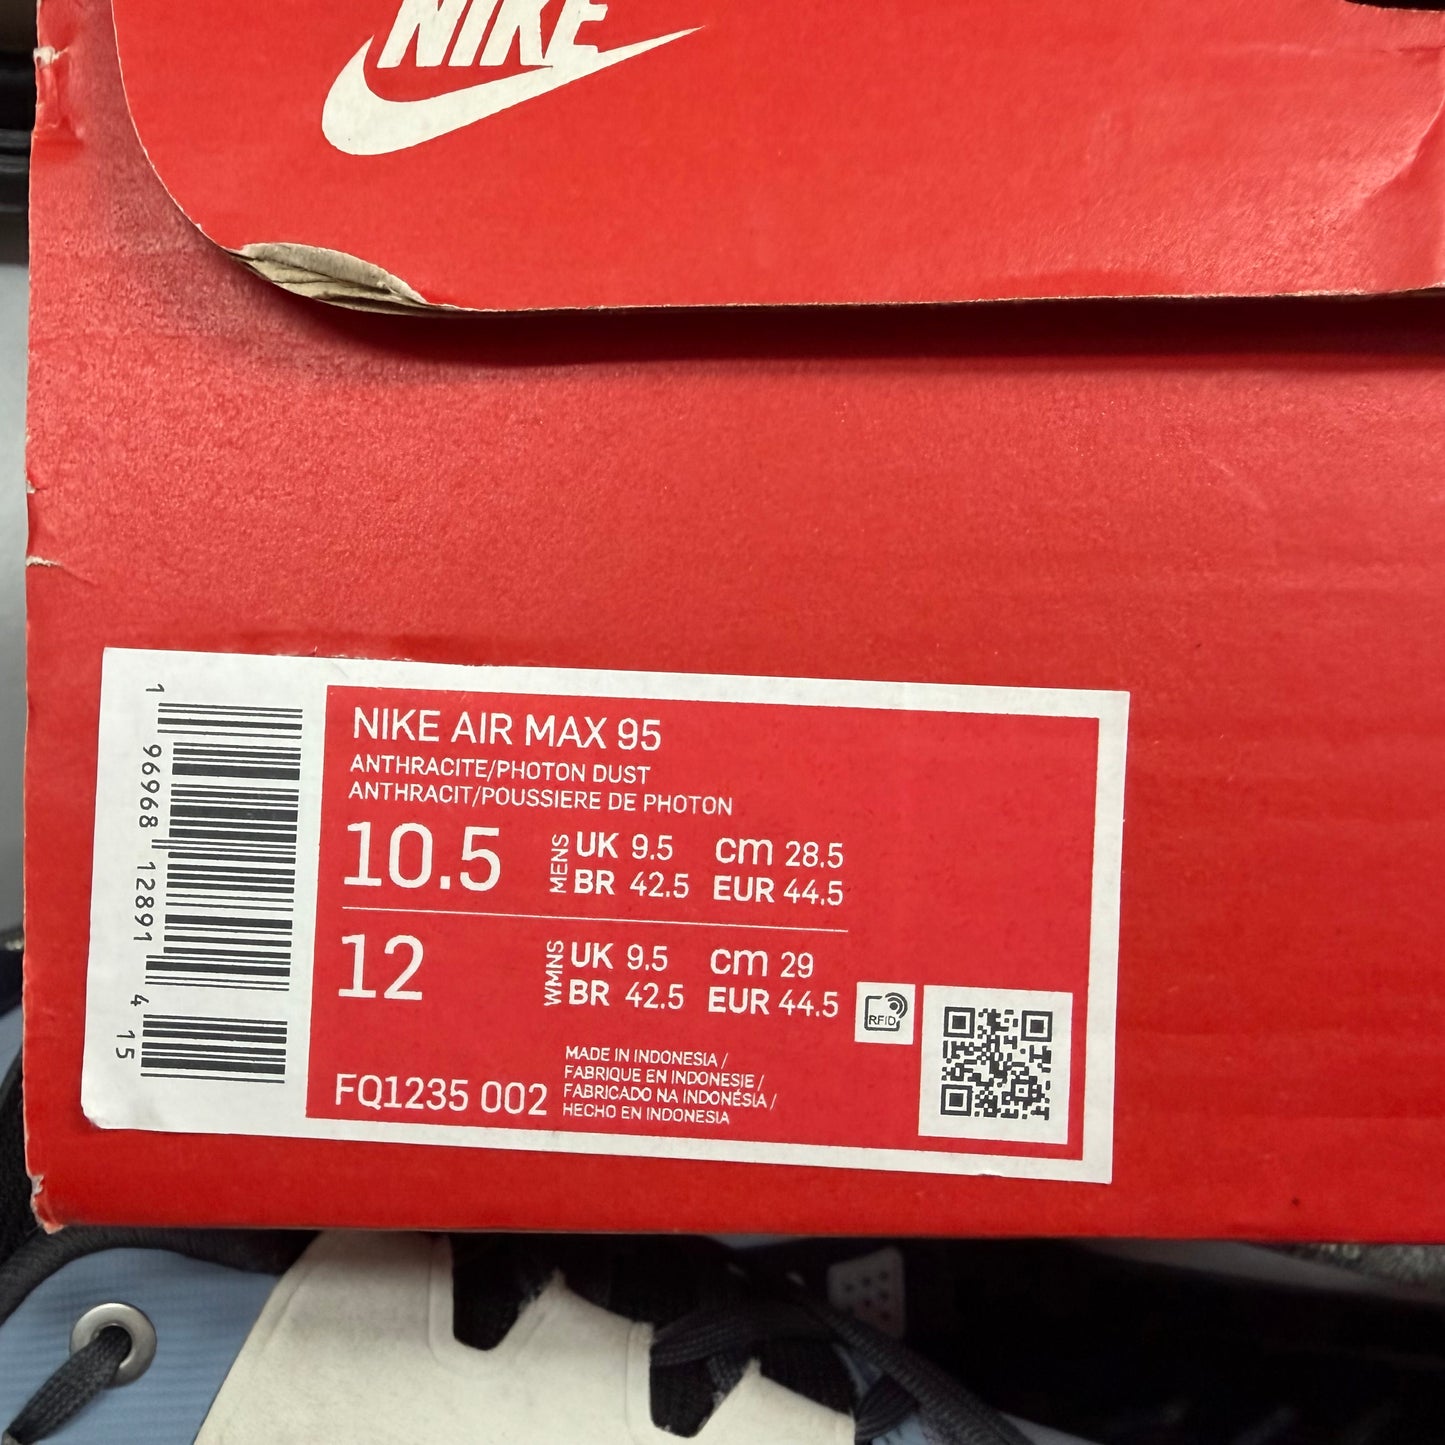 NIKE
NIKE AIR MAX 95
ANTHRACITE/PHOTON DUST
ANTHRACIT/POUSSIERE DE PHOTON
10.5 MENS UK 9.5 cm 28.5
BR 42.5 EUR 44.5
12 WMNS UK 9.5 cm 29
BR 42.5 EUR 44.5
RFID
FQ1235 002
MADE IN INDONESIA /
FABRIQUE EN INDONESIE /
FABRICADO NA INDONÉSIA /
HECHO EN INDONESIA
1 96968 12891 4 15